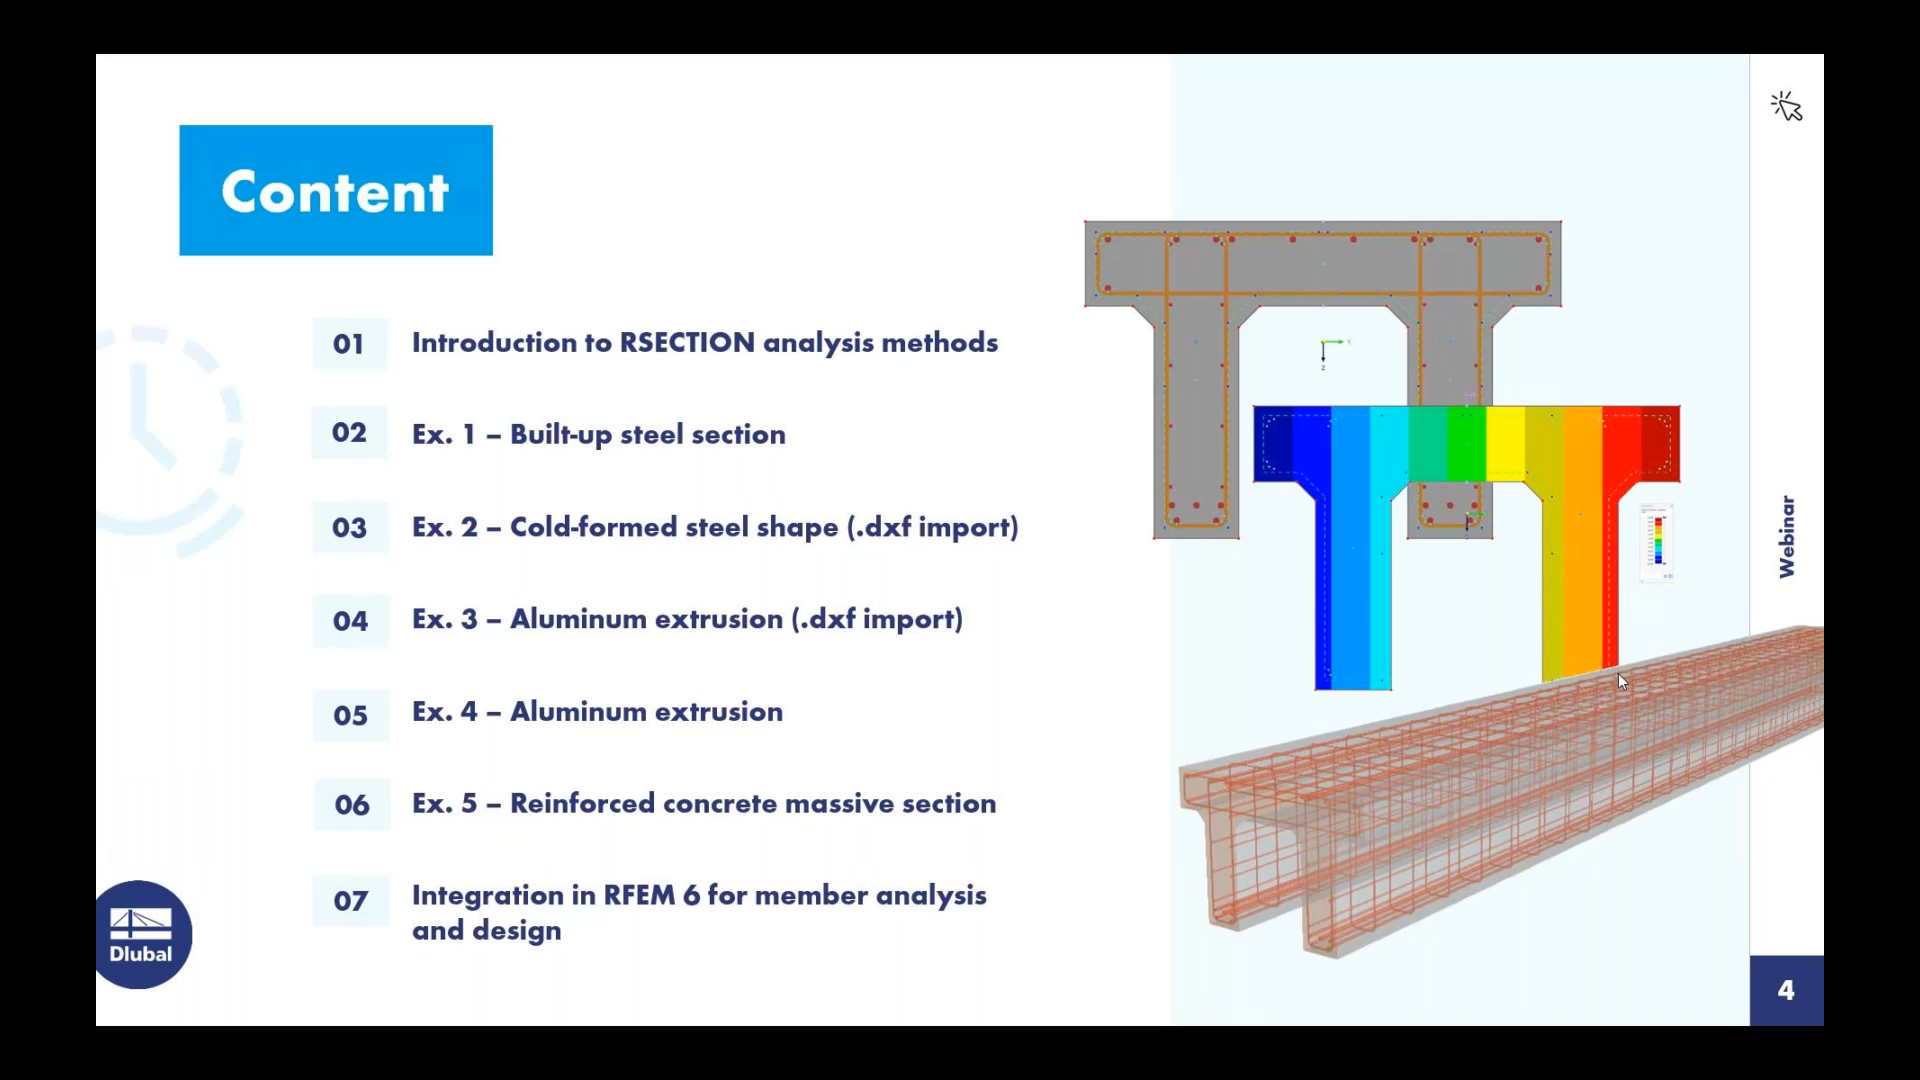 Content
01 Introduction to RSECTION analysis methods
02 Ex. 1 – Built-up steel section
03 Ex. 2 – Cold-formed steel shape (.dxf import)
04 Ex. 3 – Aluminum extrusion (.dxf import)
05 Ex. 4 – Aluminum extrusion
06 Ex. 5 – Reinforced concrete massive section
07 Integration in RFEM 6 for member analysis
and design
Dlubal
Webinar
4
Y
Z